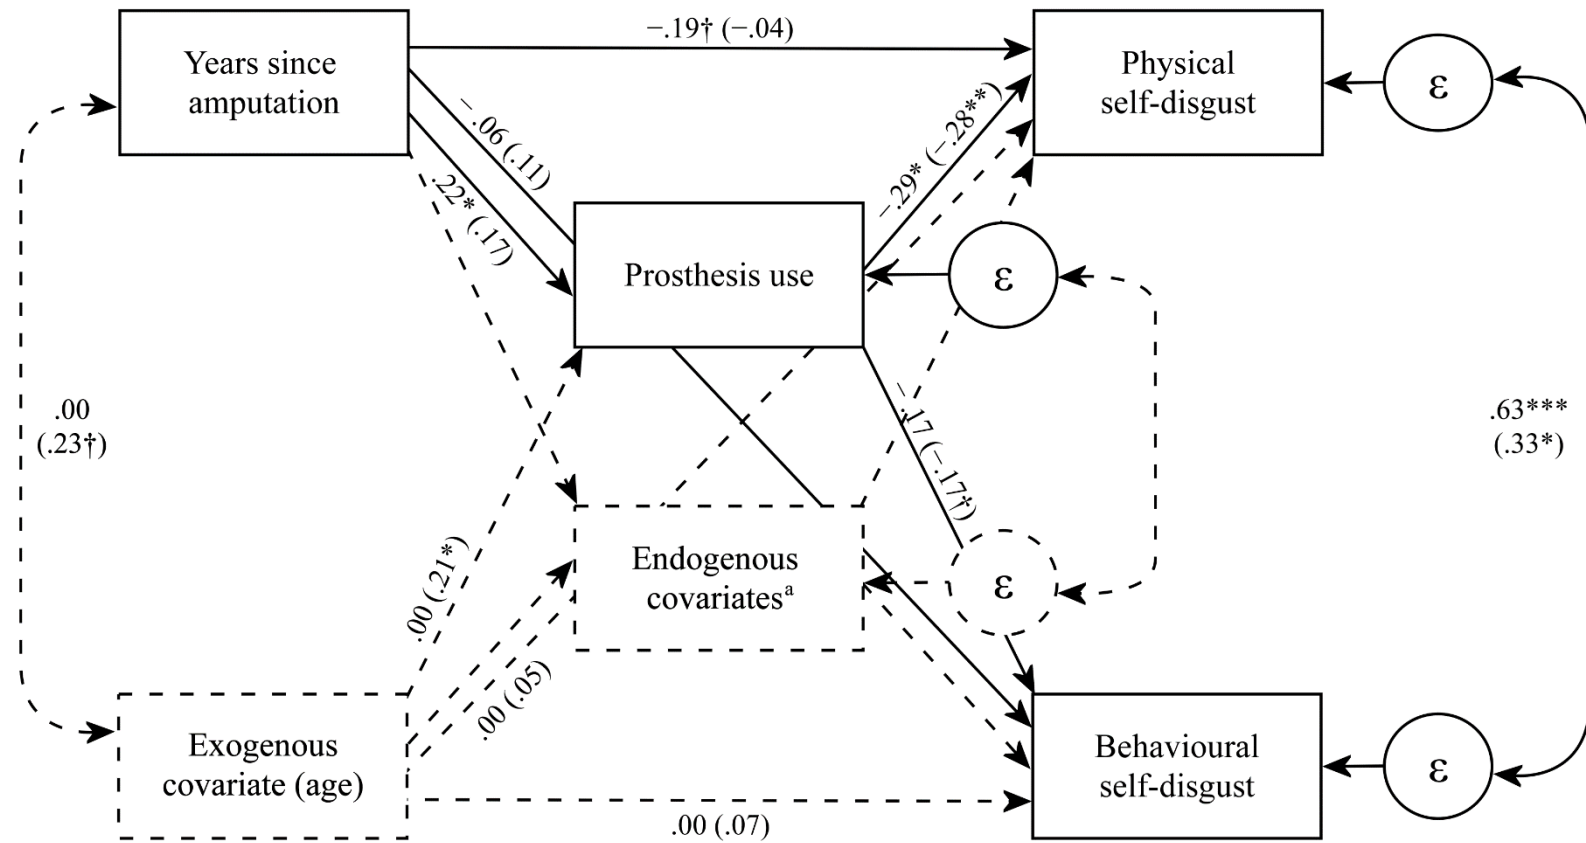 −.19† (−.04)
Years since
amputation
Physical
self-disgust
ε
−.06 (.11)
.22* (.17)
−.29* (−.28**)
Prosthesis use
ε
.00
(.23†)
−.17 (−.17†)
.63***
(.33*)
.00 (.21*)
Endogenous
covariatesᵃ
ε
.00 (.05)
Exogenous
covariate (age)
Behavioural
self-disgust
ε
.00 (.07)